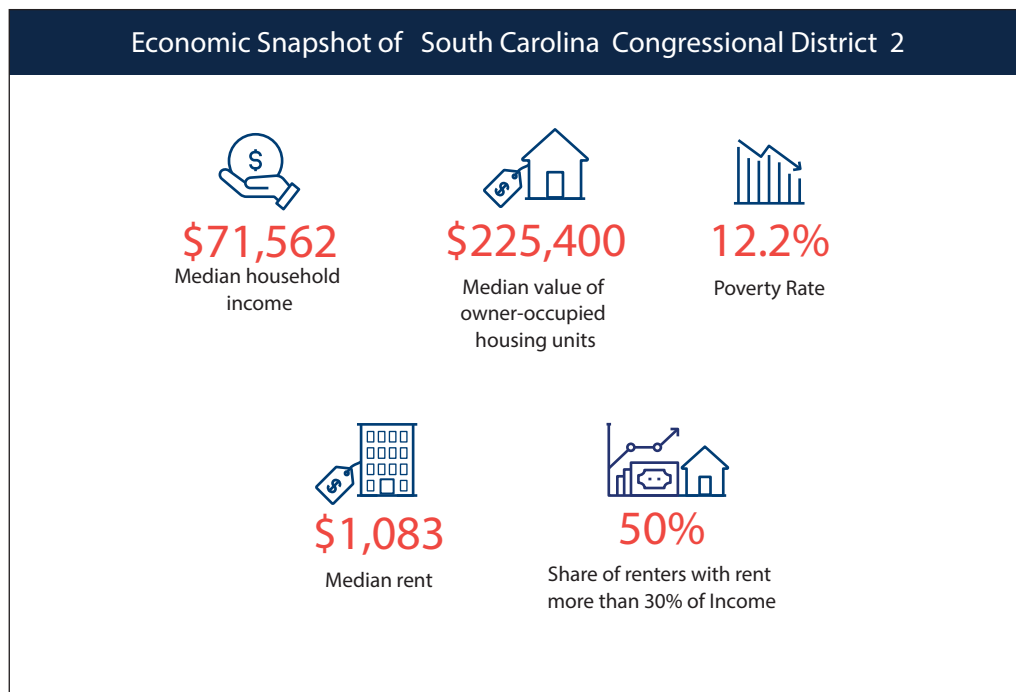 Economic Snapshot of South Carolina Congressional District 2
$
$
$71,562
$225,400
12.2%
Median household
income
Median value of
owner-occupied
housing units
Poverty Rate
$
$1,083
50%
Median rent
Share of renters with rent
more than 30% of Income